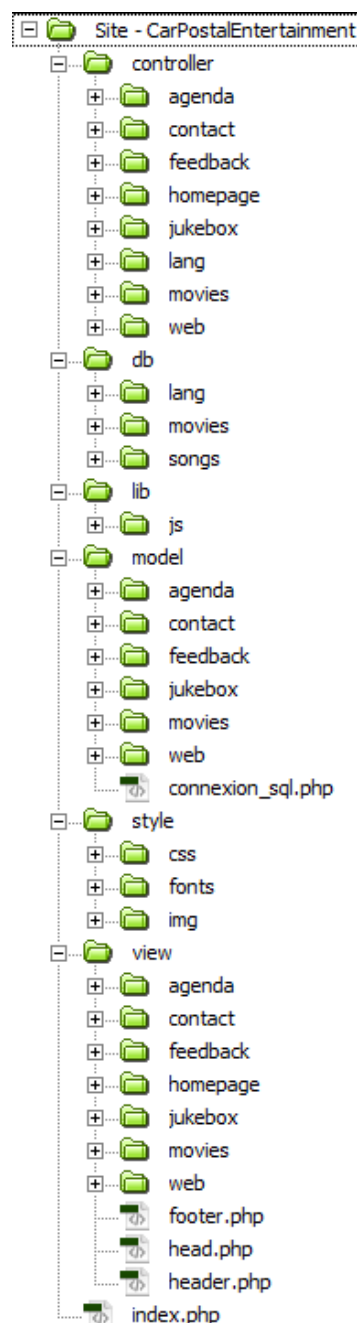 Site - CarPostalEntertainment
controller
agenda
contact
feedback
homepage
jukebox
lang
movies
web
db
lang
movies
songs
lib
js
model
agenda
contact
feedback
jukebox
movies
web
connexion_sql.php
style
css
fonts
img
view
agenda
contact
feedback
homepage
jukebox
movies
web
footer.php
head.php
header.php
index.php